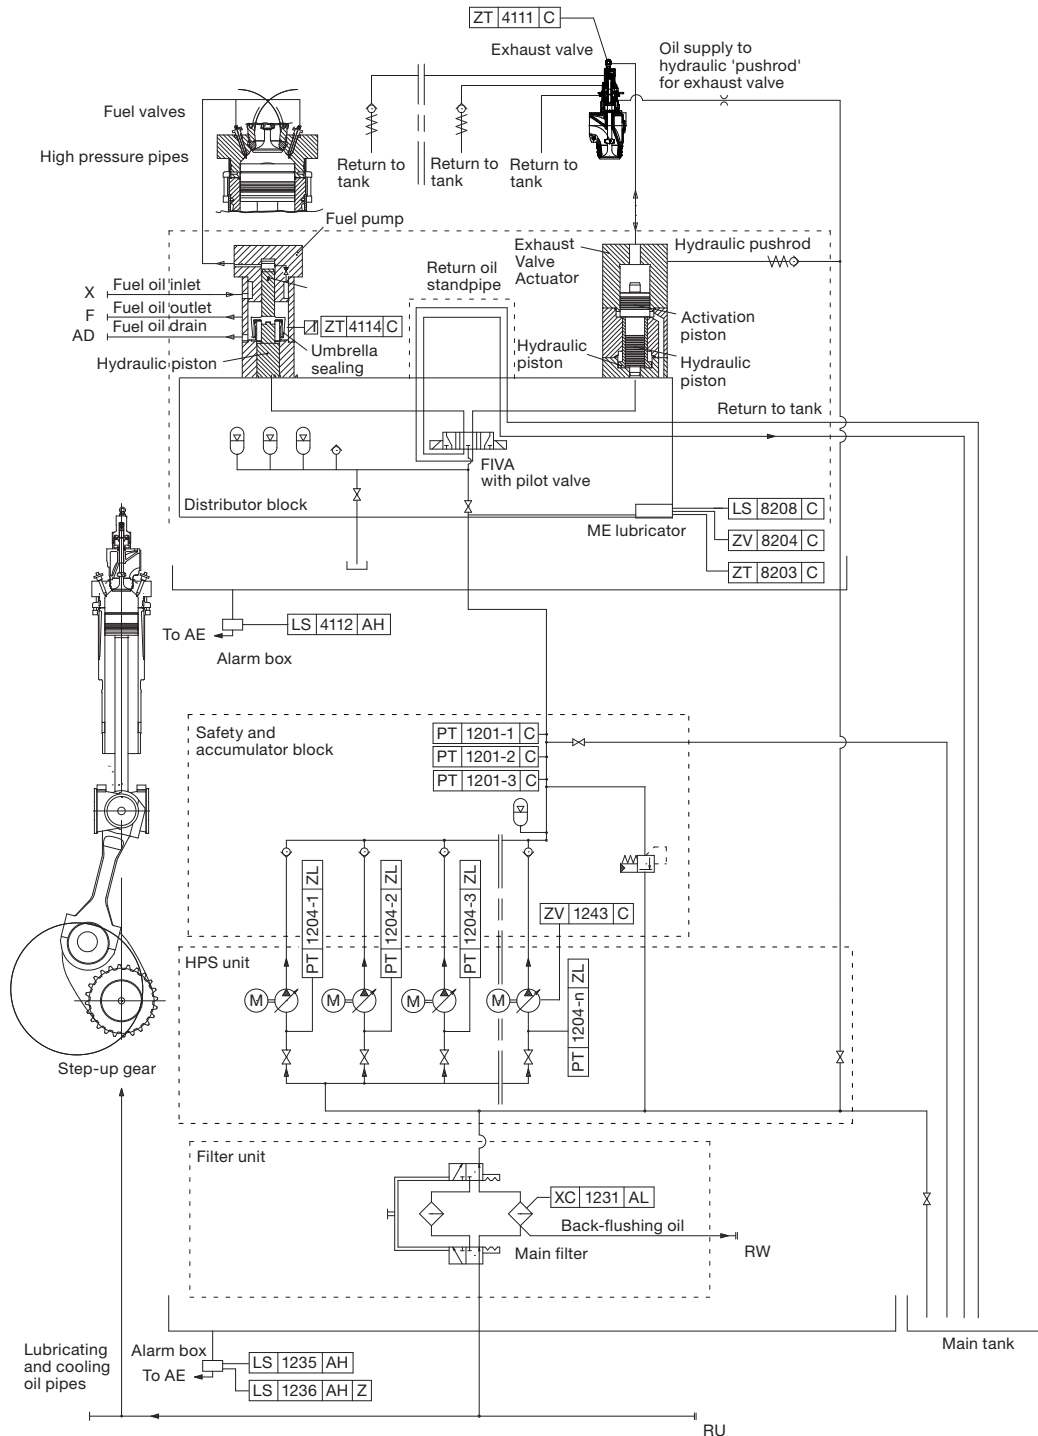 ZT 4111 C
Exhaust valve
Oil supply to
hydraulic 'pushrod'
for exhaust valve
Fuel valves
High pressure pipes
Return to
tank
Return to
tank
Return to
tank
Fuel pump
Exhaust
Valve
Actuator
Hydraulic pushrod
Return oil
standpipe
X
Fuel oil inlet
F
Fuel oil outlet
AD
Fuel oil drain
ZT 4114 C
Activation
piston
Umbrella
sealing
Hydraulic piston
Hydraulic
piston
Hydraulic
piston
Return to tank
FIVA
with pilot valve
Distributor block
ME lubricator
LS 8208 C
ZV 8204 C
ZT 8203 C
To AE
LS 4112 AH
Alarm box
Safety and
accumulator block
PT 1201-1 C
PT 1201-2 C
PT 1201-3 C
PT 1204-1 ZL
PT 1204-2 ZL
PT 1204-3 ZL
ZV 1243 C
HPS unit
M
M
M
M
PT 1204-n ZL
Step-up gear
Filter unit
XC 1231 AL
Back-flushing oil
RW
Main filter
Main tank
Lubricating
and cooling
oil pipes
Alarm box
To AE
LS 1235 AH
LS 1236 AH Z
RU